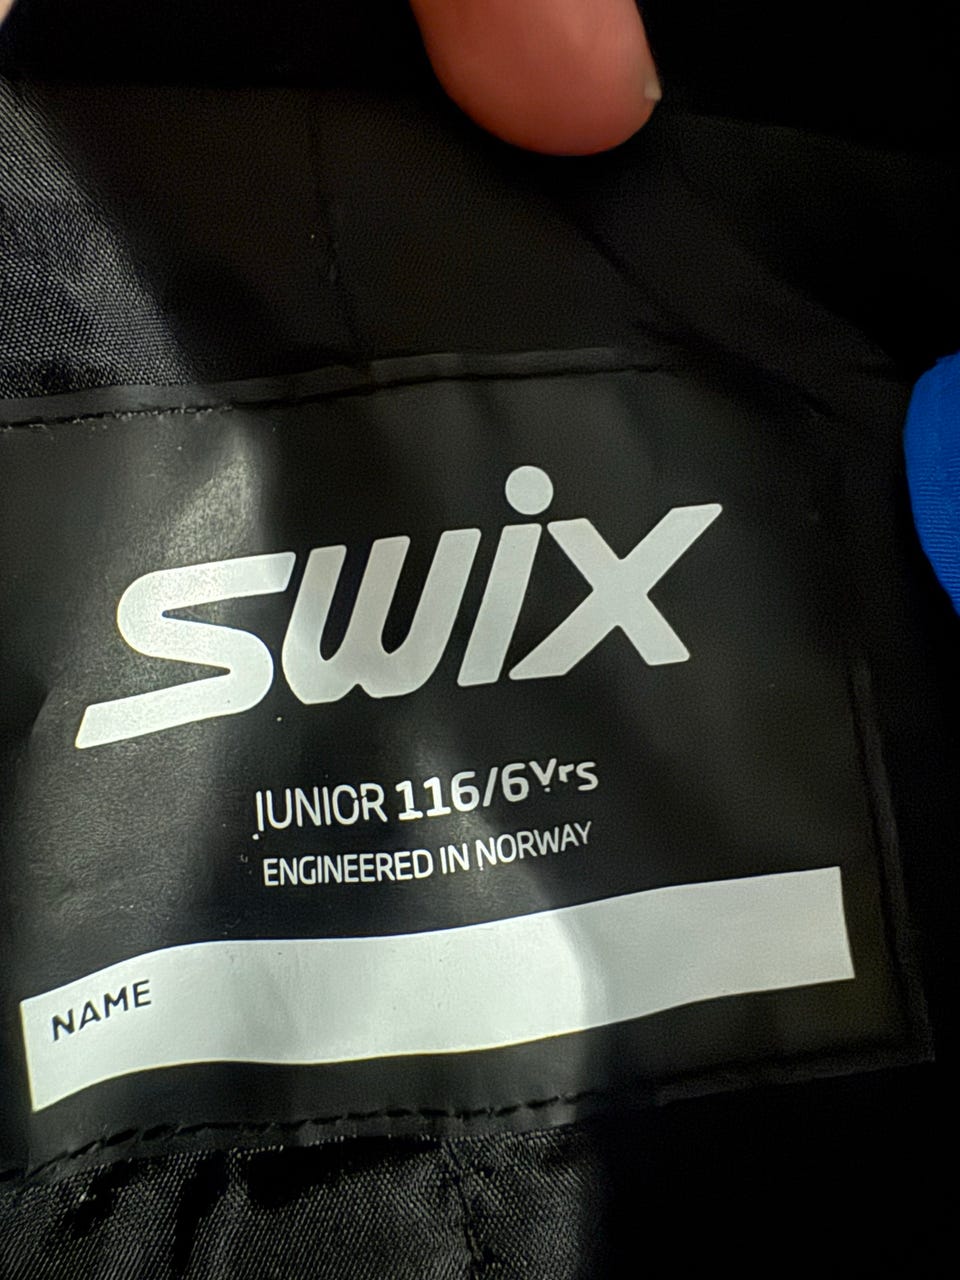 swix
JUNIOR 116/6Yrs
ENGINEERED IN NORWAY
NAME